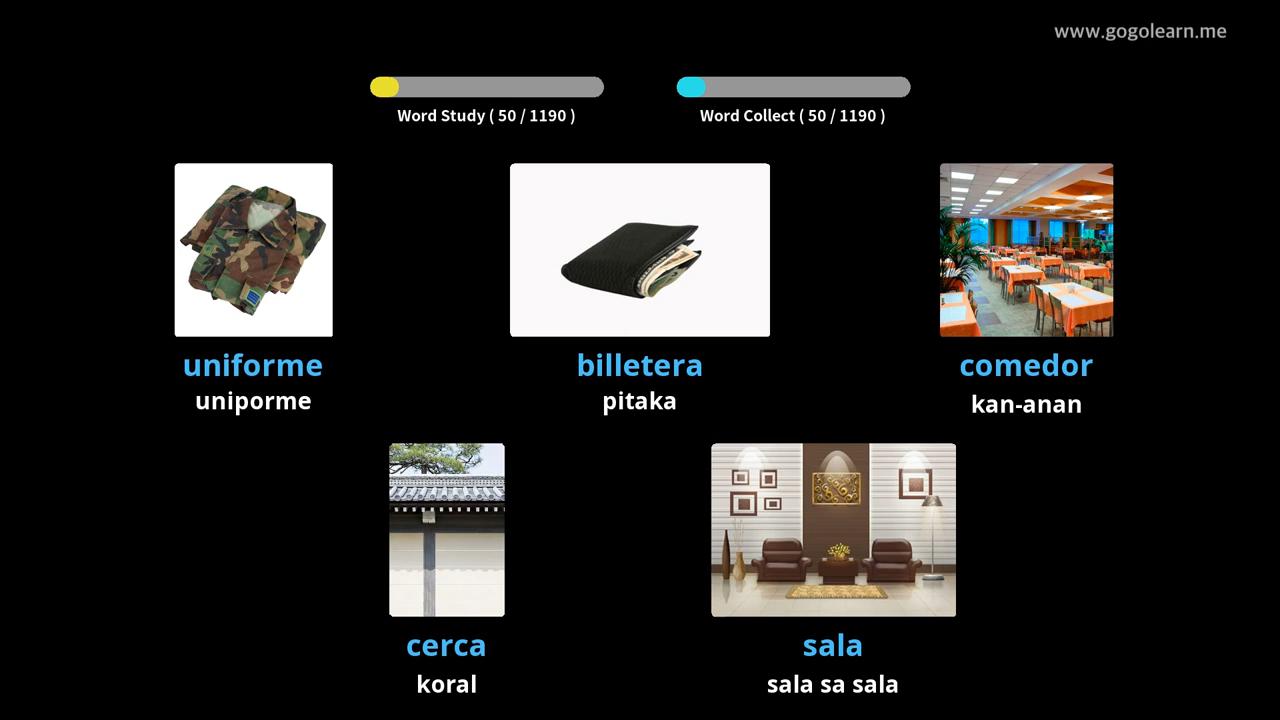 www.gogolearn.me
Word Study ( 50 / 1190 )
Word Collect ( 50 / 1190 )
uniforme
uniporme
billetera
pitaka
comedor
kan-anan
cerca
koral
sala
sala sa sala